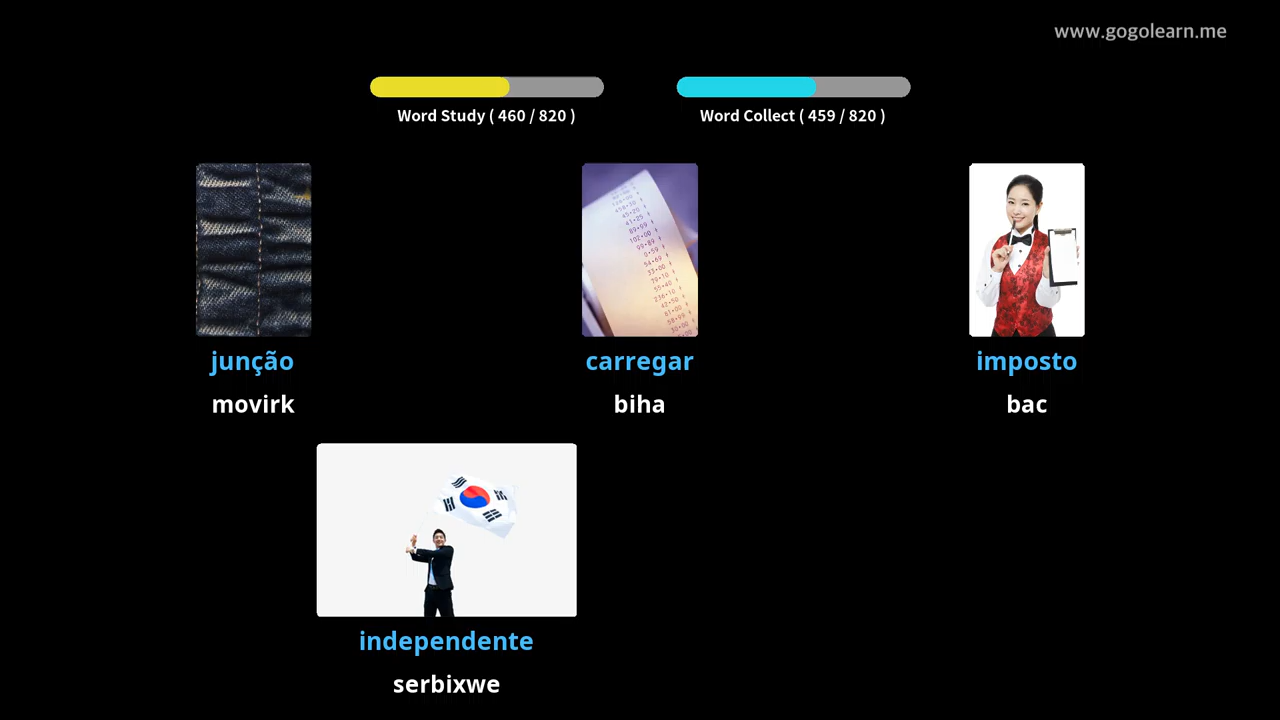 www.gogolearn.me
Word Study ( 460 / 820 )
Word Collect ( 459 / 820 )
junção
movirk
carregar
biha
imposto
bac
independente
serbixwe